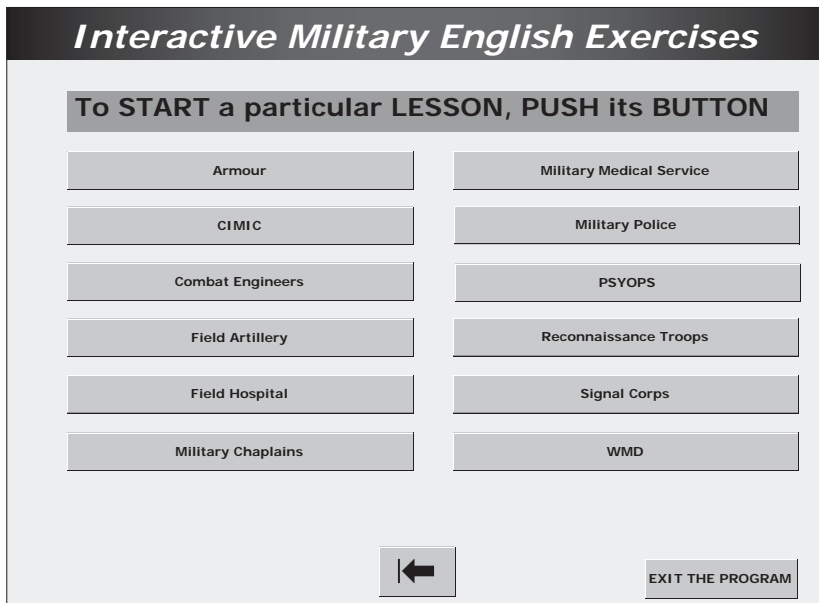 Interactive Military English Exercises
To START a particular LESSON, PUSH its BUTTON
Armour
CIMIC
Combat Engineers
Field Artillery
Field Hospital
Military Chaplains
Military Medical Service
Military Police
PSYOPS
Reconnaissance Troops
Signal Corps
WMD
EXIT THE PROGRAM